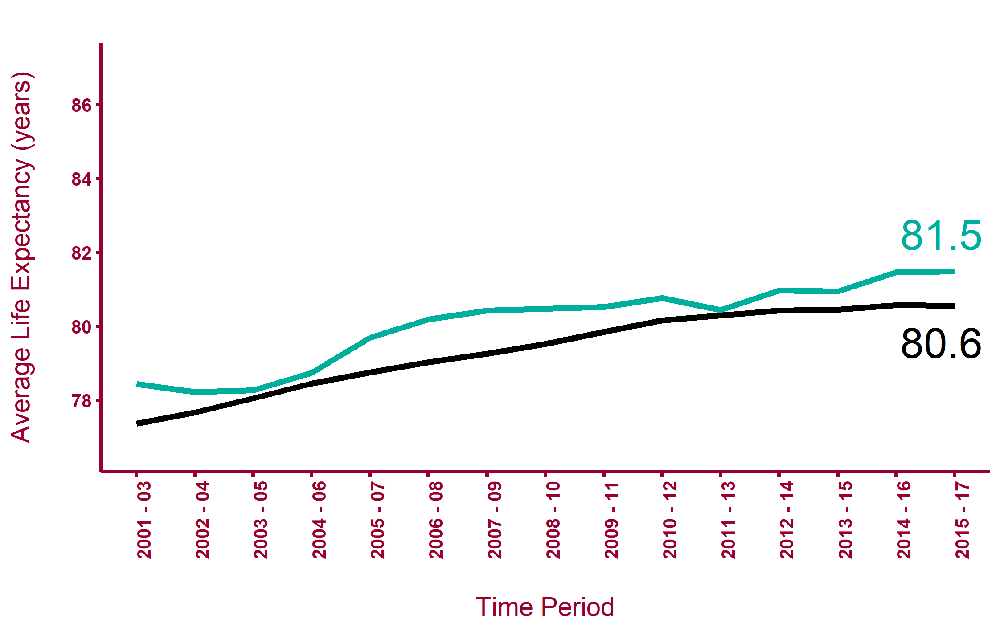 Average Life Expectancy (years)
86
84
82
80
78
81.5
80.6
2001 - 03
2002 - 04
2003 - 05
2004 - 06
2005 - 07
2006 - 08
2007 - 09
2008 - 10
2009 - 11
2010 - 12
2011 - 13
2012 - 14
2013 - 15
2014 - 16
2015 - 17
Time Period